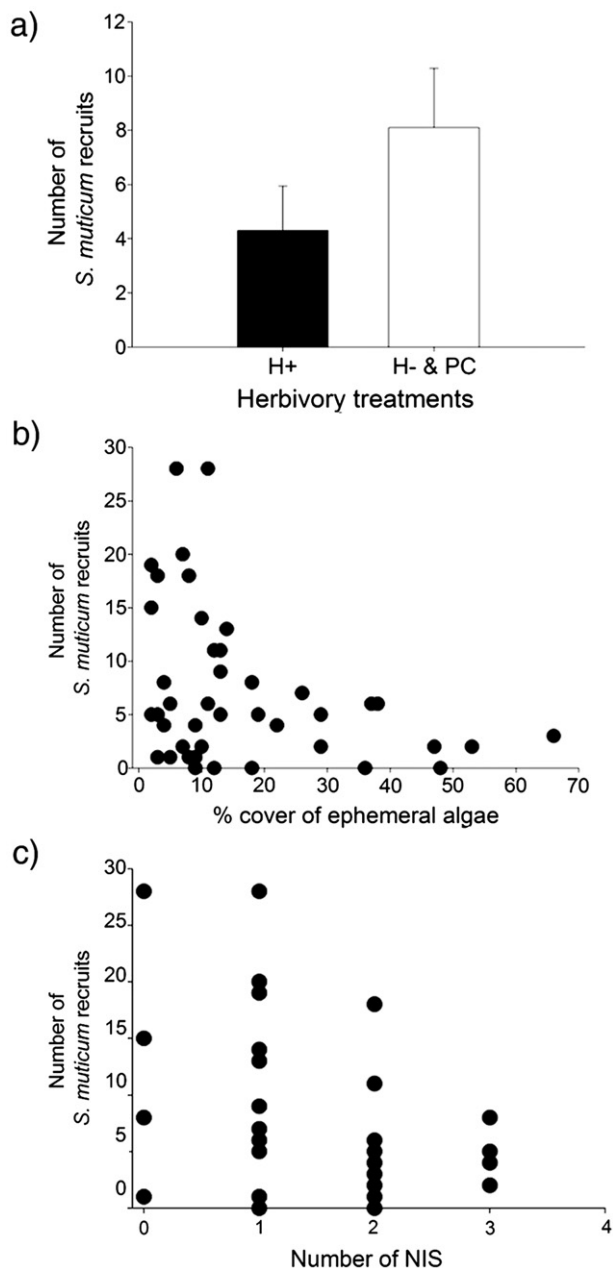 a)
12
10
8
6
4
2
0
Number of
S. muticum recruits
H+ H- & PC
Herbivory treatments
b)
30
25
20
15
10
5
0
Number of
S. muticum recruits
0 10 20 30 40 50 60 70
% cover of ephemeral algae
c)
30
25
20
15
10
5
0
Number of
S. muticum recruits
0 1 2 3 4
Number of NIS